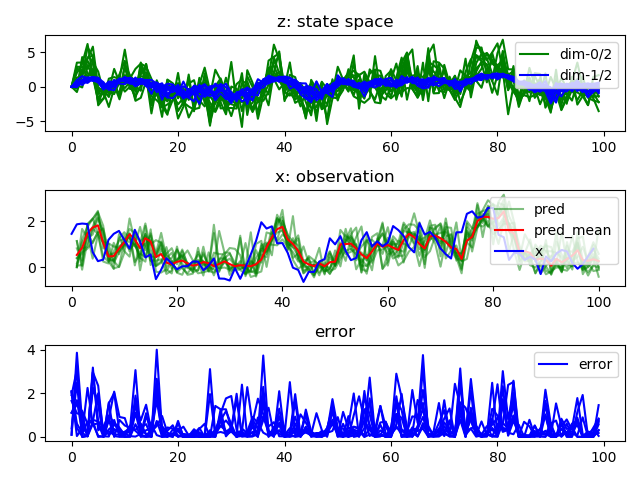 z: state space
5
0
−5
dim-0/2
dim-1/2
0 20 40 60 80 100
x: observation
2
0
pred
pred_mean
x
0 20 40 60 80 100
error
4
2
0
error
0 20 40 60 80 100